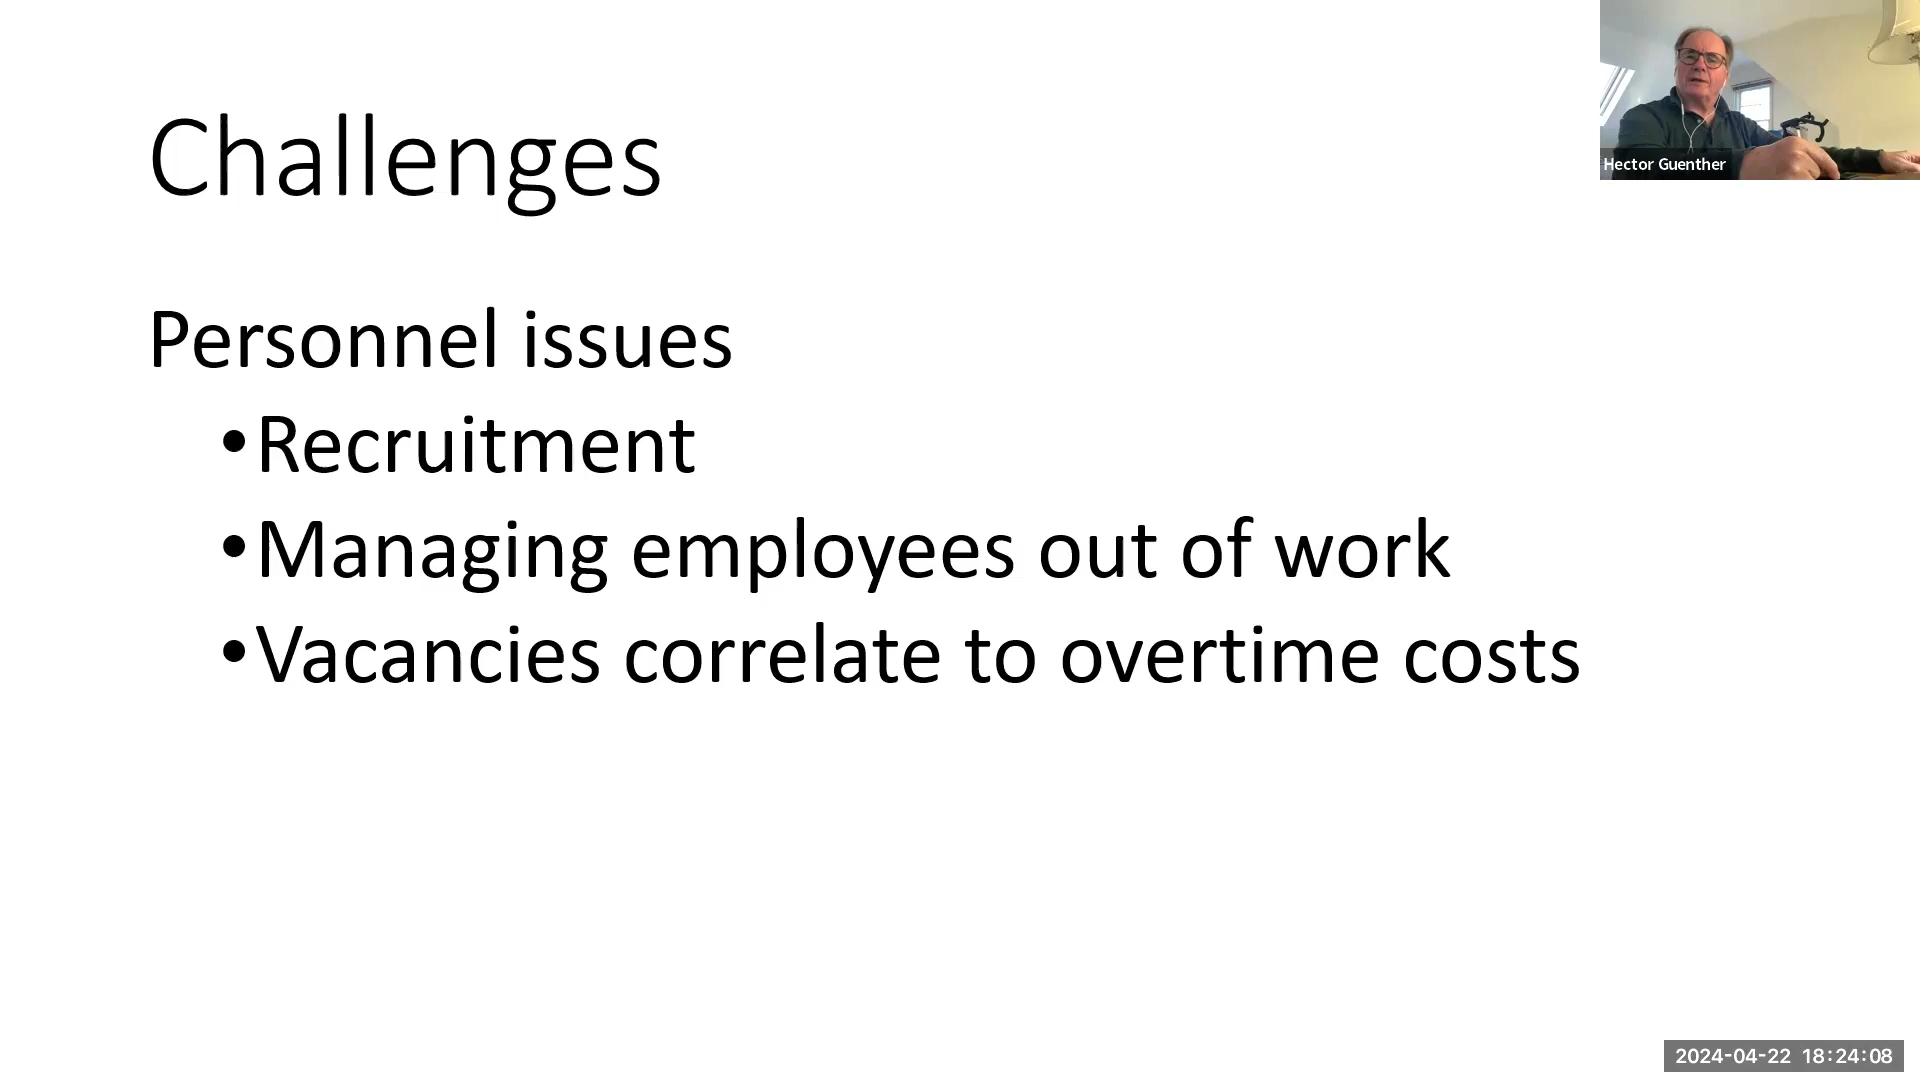 Challenges
Hector Guenther
Personnel issues
•Recruitment
•Managing employees out of work
•Vacancies correlate to overtime costs
2024-04-22 18:24:08